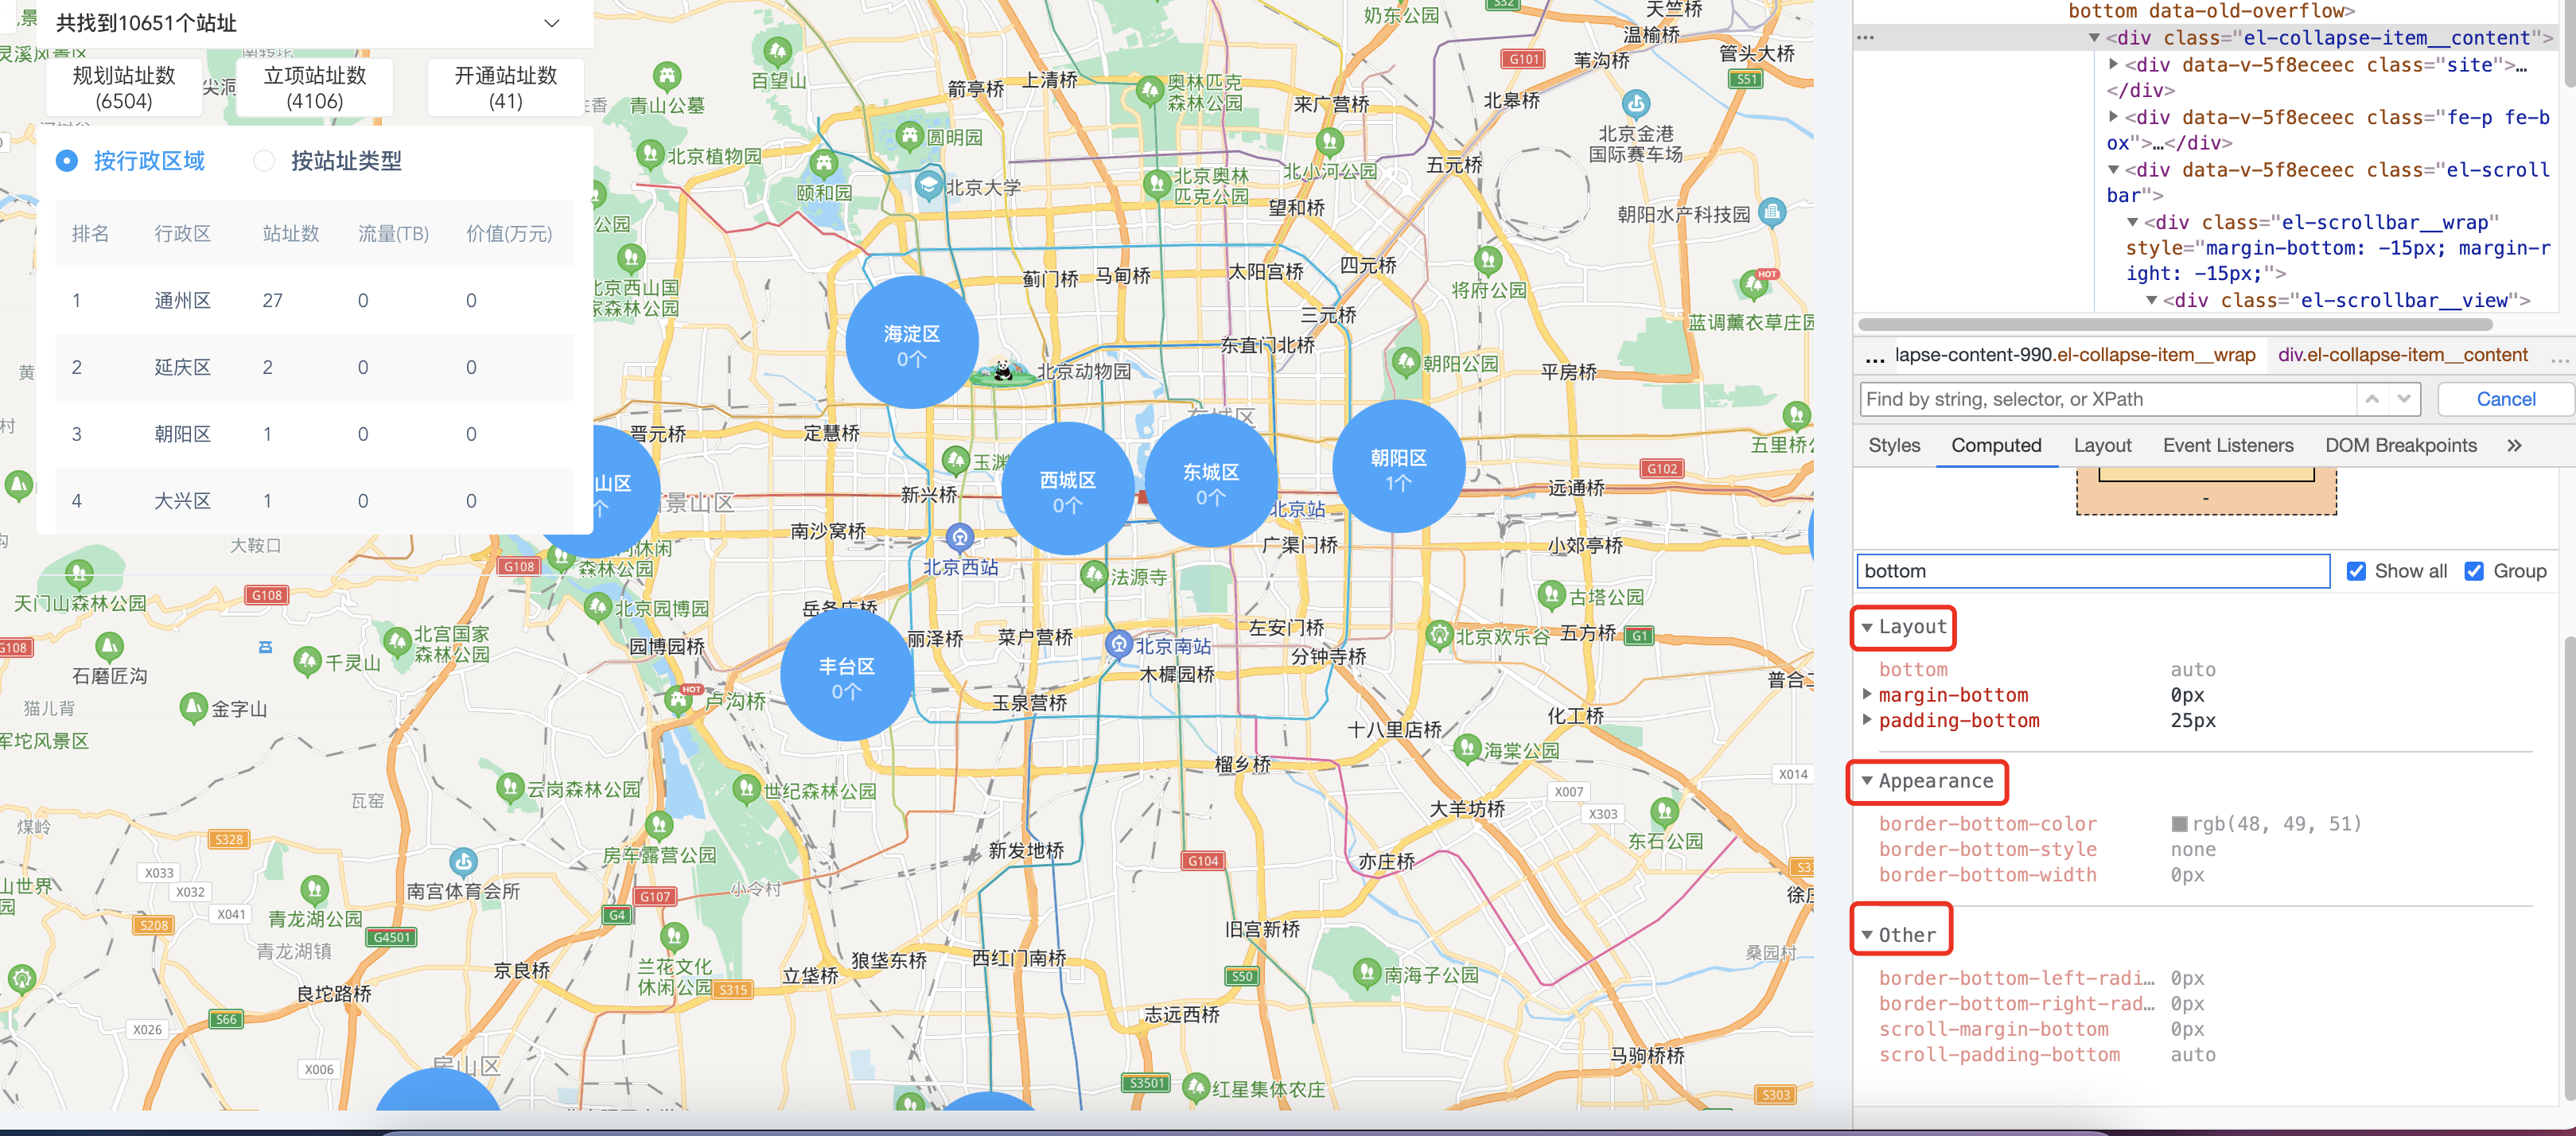 共找到10651个站址
规划站址数
(6504)
立项站址数
(4106)
开通站址数
(41)
按行政区域
按站址类型
排名 行政区 站址数 流量(TB) 价值(万元)
1 通州区 27 0 0
2 延庆区 2 0 0
3 朝阳区 1 0 0
4 大兴区 1 0 0
奶东公园
S32
天竺桥
温榆桥
管头大桥
G101
苇沟桥
S51
百望山
箭亭桥
上清桥
奥林匹克
森林公园
来广营桥
北皋桥
青山公墓
北京金港
国际赛车场
圆明园
北京植物园
颐和园
北京大学
北京奥林
匹克公园
北小河公园
五元桥
望和桥
朝阳水产科技园
蓟门桥
马甸桥
太阳宫桥
四元桥
将府公园
HOT
北京西山国
家森林公园
三元桥
蓝调薰衣草庄园
海淀区
0个
东直门北桥
北京动物园
朝阳公园
平房桥
晋元桥
定慧桥
西城区
0个
东城区
0个
朝阳区
1个
五里桥
G102
新兴桥
远通桥
北京站
南沙窝桥
北京西站
广渠门桥
小郊亭桥
大鞍口
G108
森林公园
法源寺
天门山森林公园
G108
北京园博园
古塔公园
G108
石磨匠沟
千灵山
北宫国家
森林公园
园博园桥
丰台区
0个
丽泽桥
菜户营桥
北京南站
左安门桥
木樨园桥
分钟寺桥
北京欢乐谷
五方桥
G1
猫儿背
金字山
HOT
卢沟桥
玉泉营桥
十八里店桥
化工桥
海棠公园
榴乡桥
X014
瓦窑
云岗森林公园
世纪森林公园
X007
大羊坊桥
X303
东石公园
煤岭
S328
房车露营公园
新发地桥
G104
亦庄桥
X033
X032
南宫体育会所
G107
小令村
X041
青龙湖公园
G4
S208
G4501
青龙湖镇
旧宫新桥
京良桥
兰花文化
休闲公园
立垡桥
狼垡东桥
西红门南桥
桑园村
S50
南海子公园
良坨路桥
S315
X026
S66
志远西桥
X006
马驹桥桥
S3501
红星集体农庄
S303
bottom data-old-overflow>
… ▼<div class="el-collapse-item__content">
▶<div data-v-5f8eceec class="site">…
</div>
▶<div data-v-5f8eceec class="fe-p fe-b
ox">…</div>
▼<div data-v-5f8eceec class="el-scroll
bar">
▼<div class="el-scrollbar__wrap"
style="margin-bottom: -15px; margin-r
ight: -15px;">
▼<div class="el-scrollbar__view">
… lapse-content-990.el-collapse-item__wrap div.el-collapse-item__content …
Find by string, selector, or XPath
Cancel
Styles Computed Layout Event Listeners DOM Breakpoints »
-
bottom
Show all
Group
▼ Layout
bottom auto
▶ margin-bottom 0px
▶ padding-bottom 25px
▼ Appearance
border-bottom-color rgb(48, 49, 51)
border-bottom-style none
border-bottom-width 0px
▼ Other
border-bottom-left-radi… 0px
border-bottom-right-rad… 0px
scroll-margin-bottom 0px
scroll-padding-bottom auto